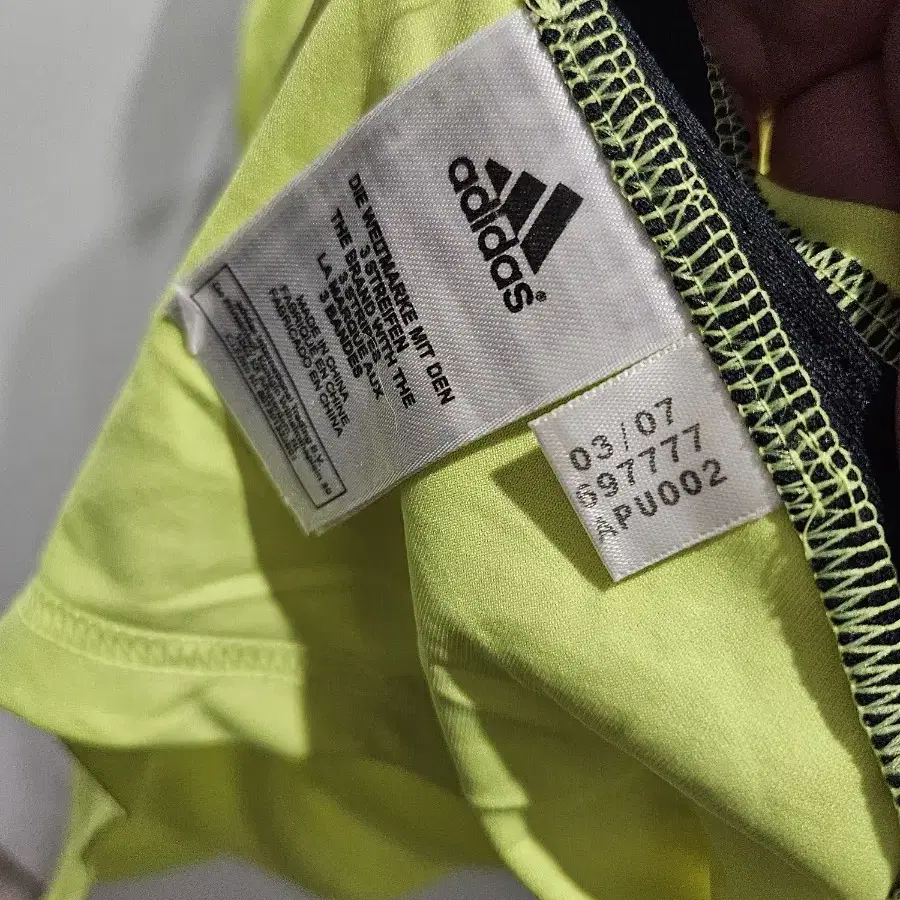 adidas®
DIE WELTMARKE MIT DEN
3 STREIFEN
THE BRAND WITH THE
3 STRIPES
LA MARQUE AUX
3 BANDES
MADE IN CHINA
FABRIQUE EN CHINE
FABRICADO EN CHINA
03/07
697777
APU002